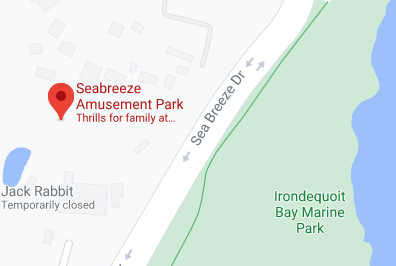 Seabreeze
Amusement Park
Thrills for family at...
Sea Breeze Dr
Jack Rabbit
Temporarily closed
Irondequoit
Bay Marine
Park